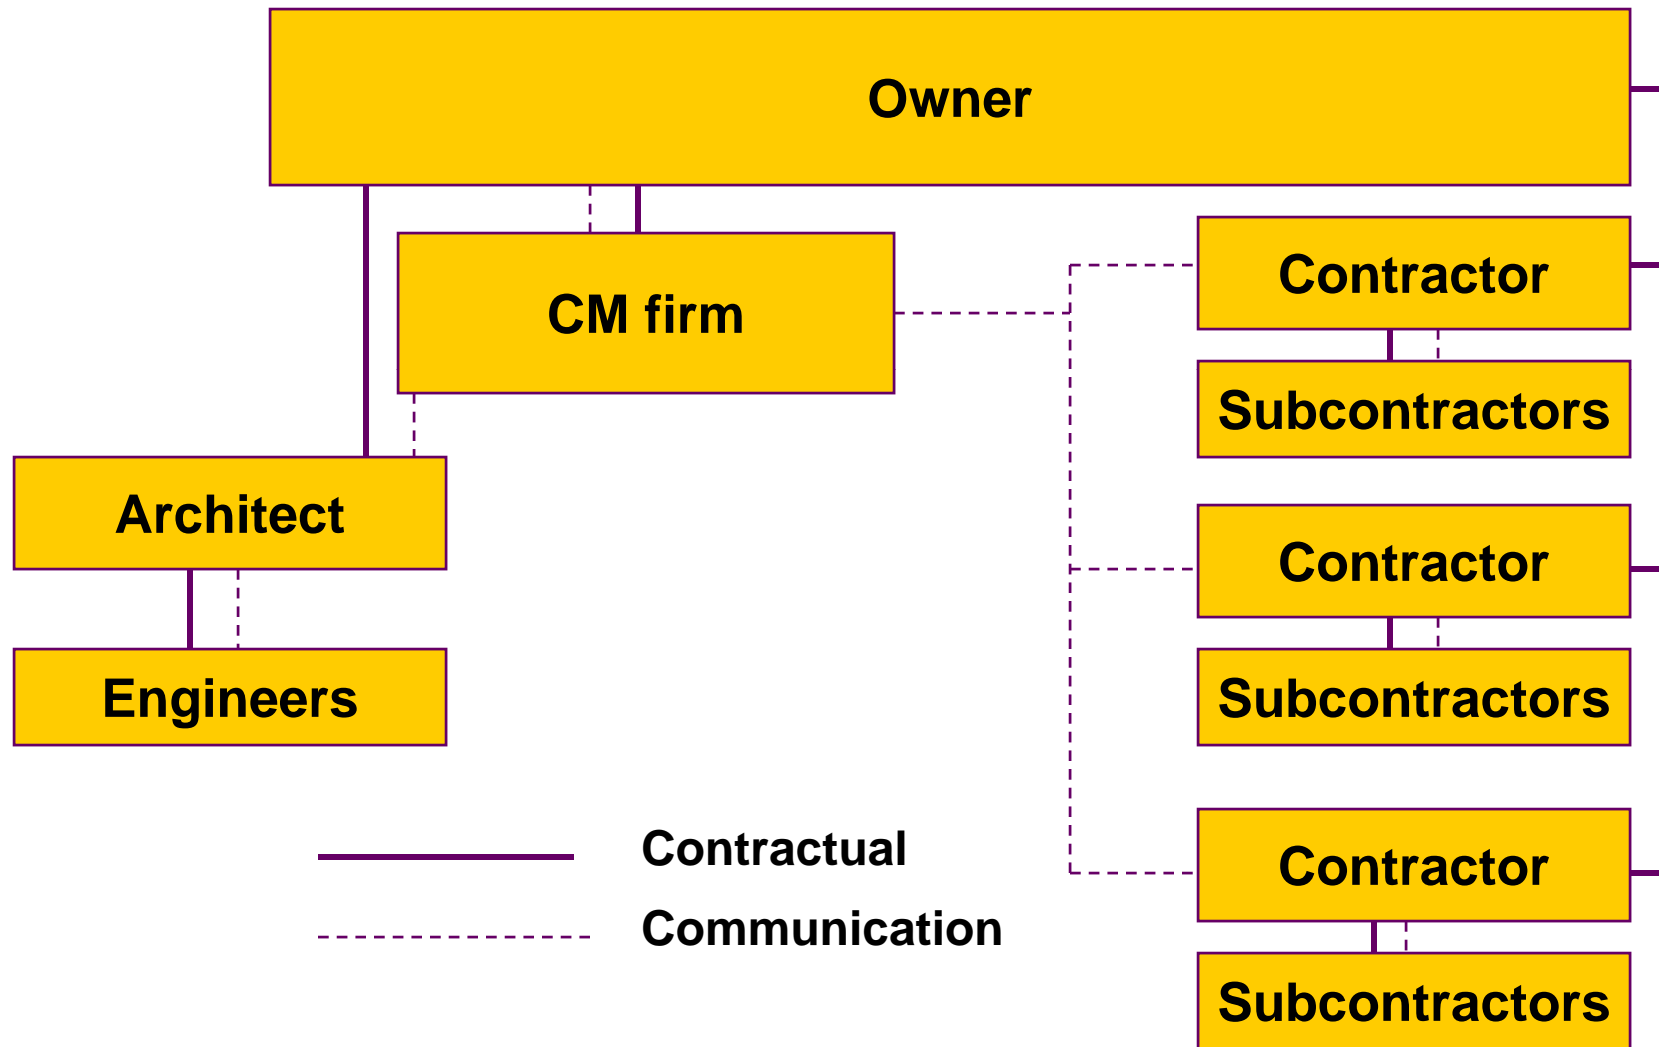 Owner
CM firm
Contractor
Subcontractors
Architect
Contractor
Engineers
Subcontractors
Contractual
Contractor
Communication
Subcontractors